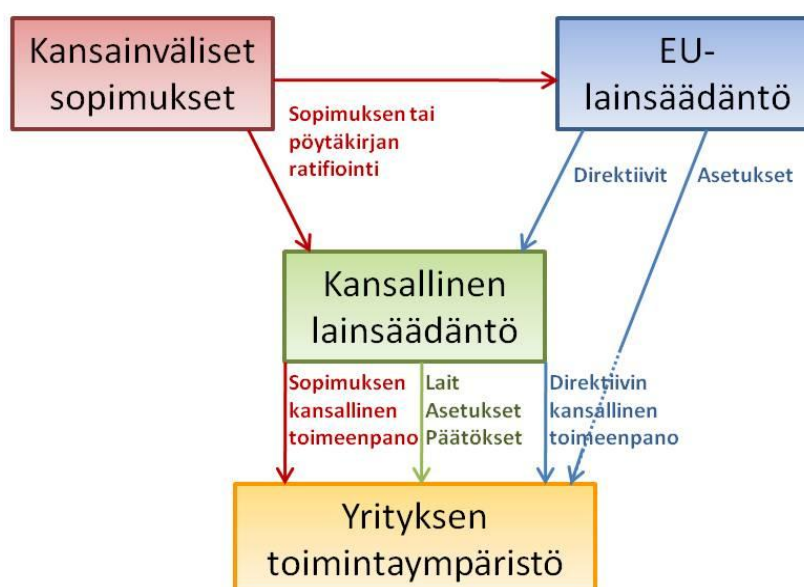 Kansainväliset
sopimukset
EU-
lainsäädäntö
Sopimuksen tai
pöytäkirjan
ratifiointi
Direktiivit
Asetukset
Kansallinen
lainsäädäntö
Sopimuksen
kansallinen
toimeenpano
Lait
Asetukset
Päätökset
Direktiivin
kansallinen
toimeenpano
Yrityksen
toimintaympäristö